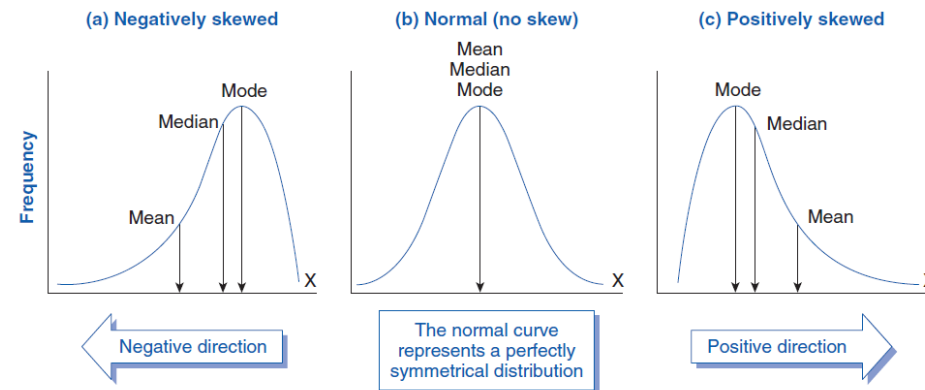 (a) Negatively skewed
(b) Normal (no skew)
(c) Positively skewed
Frequency
Mode
Median
Mean
X
Mean
Median
Mode
X
Mode
Median
Mean
Negative direction
The normal curve
represents a perfectly
symmetrical distribution
Positive direction